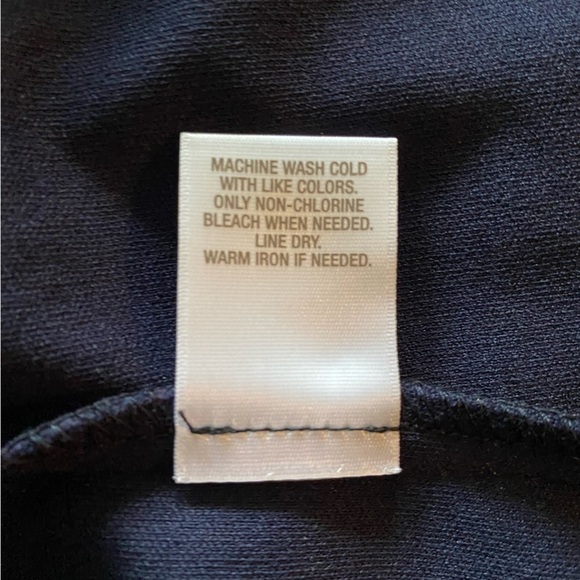 MACHINE WASH COLD
WITH LIKE COLORS.
ONLY NON-CHLORINE
BLEACH WHEN NEEDED.
LINE DRY.
WARM IRON IF NEEDED.